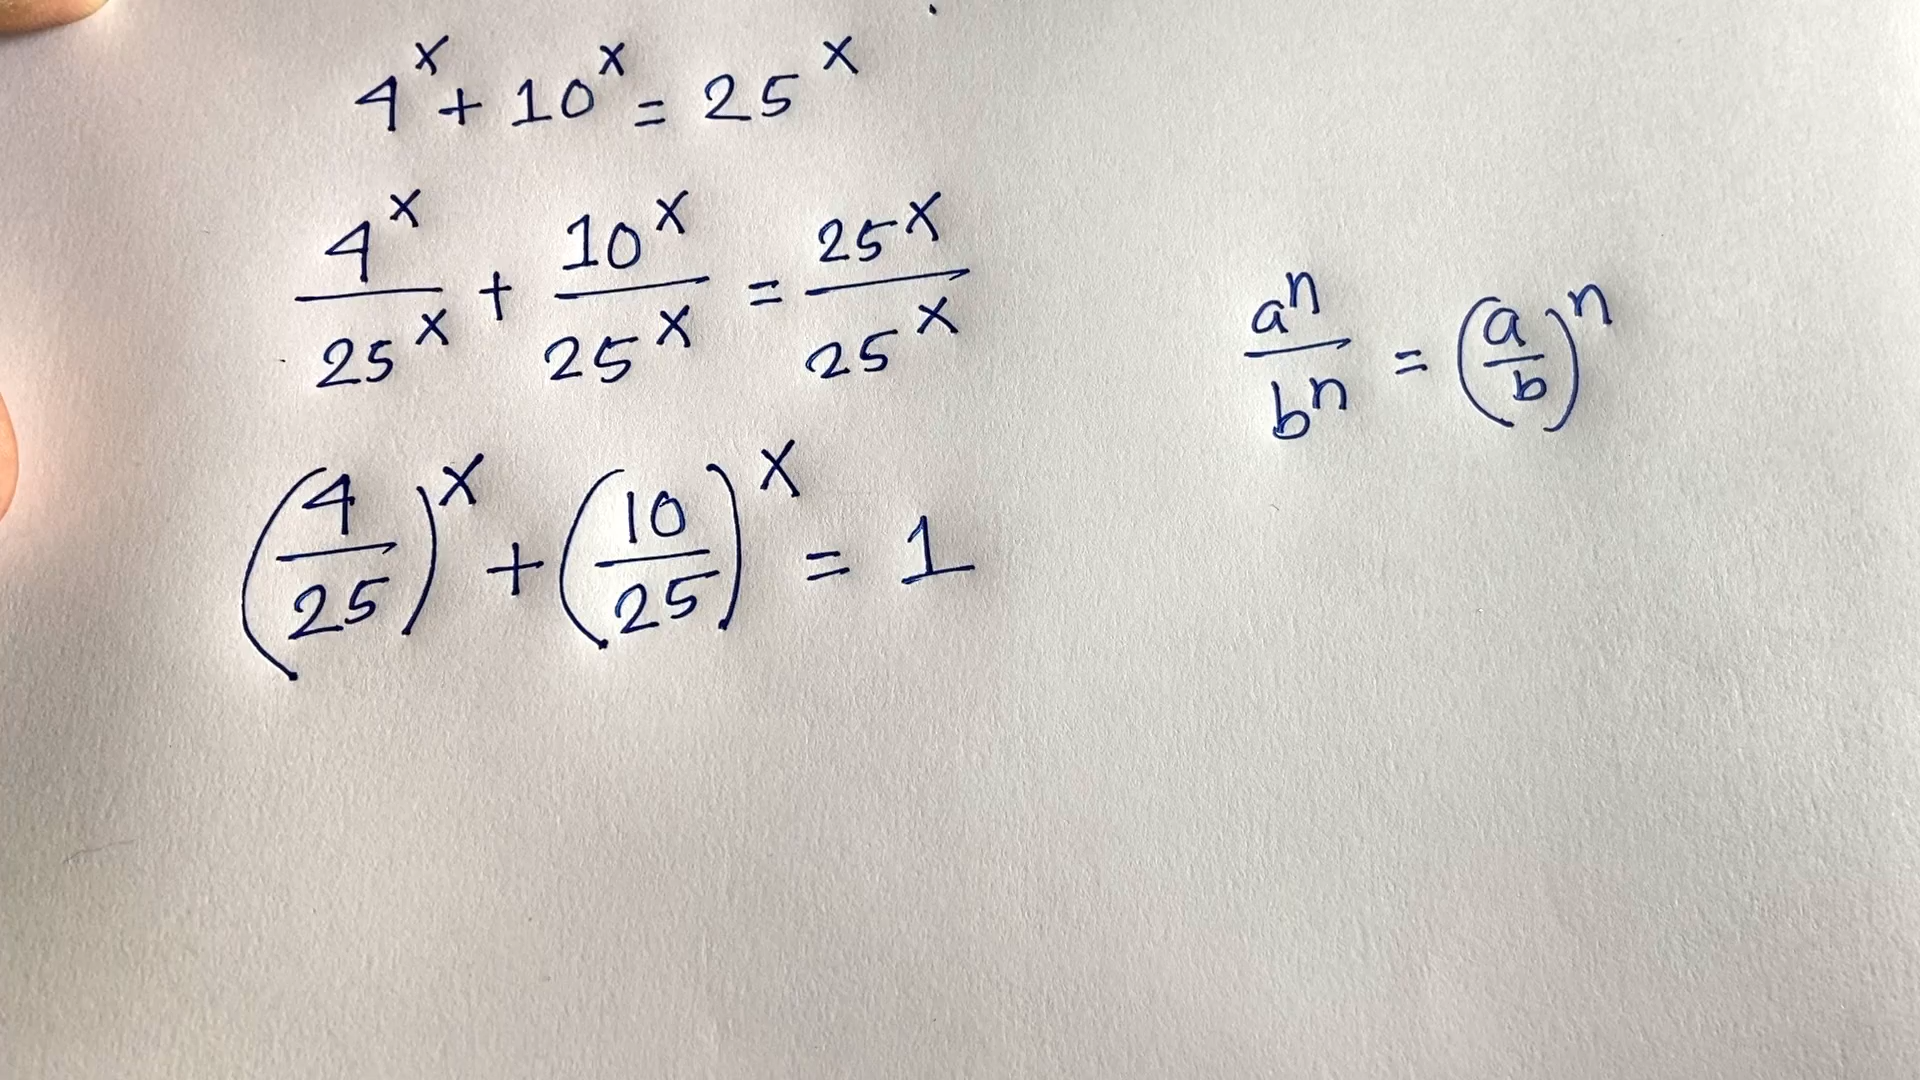 4^x + 10^x = 25^x
4^x/25^x + 10^x/25^x = 25^x/25^x
a^n/b^n = (a/b)^n
(4/25)^x + (10/25)^x = 1